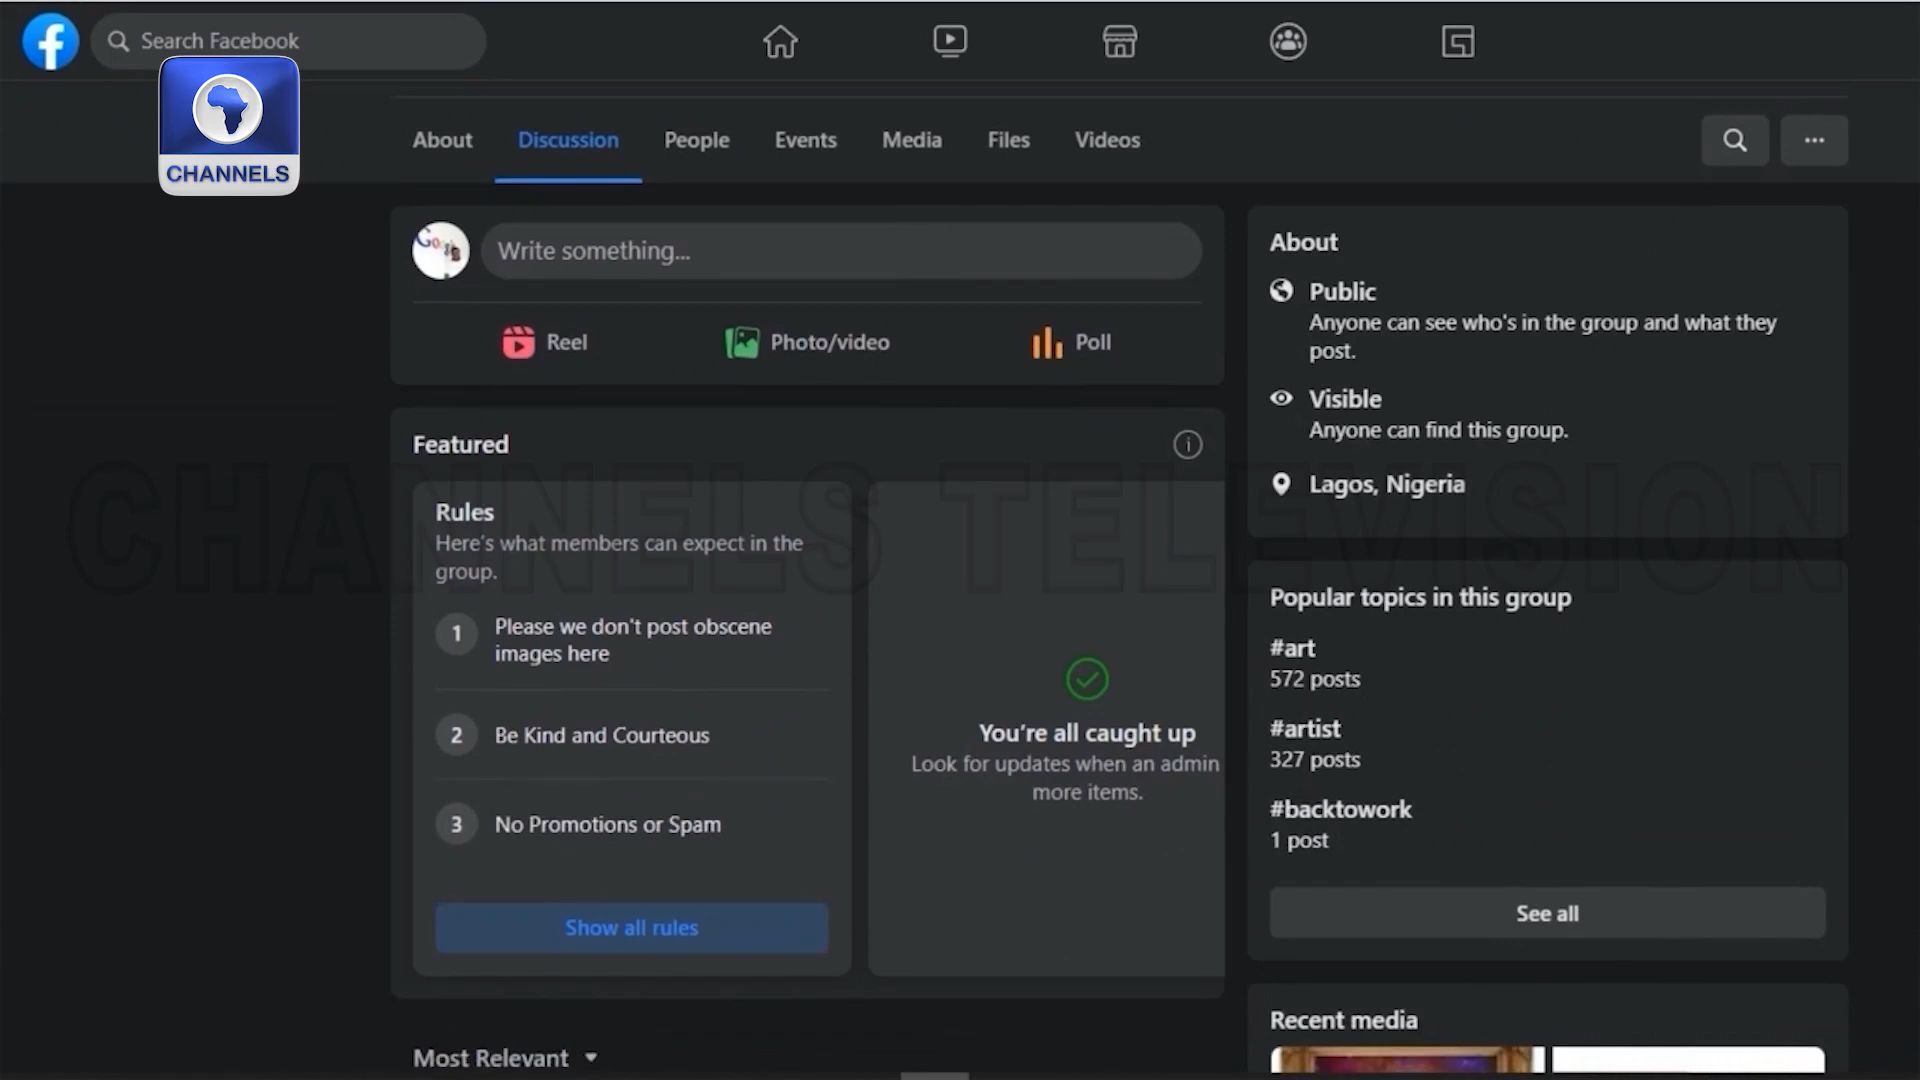 Search Facebook
CHANNELS
About
Discussion
People
Events
Media
Files
Videos
Write something...
Reel
Photo/video
Poll
Featured
Rules
Here's what members can expect in the
group.
1
Please we don't post obscene
images here
2
Be Kind and Courteous
3
No Promotions or Spam
Show all rules
You're all caught up
Look for updates when an admin
more items.
Most Relevant
About
Public
Anyone can see who's in the group and what they
post.
Visible
Anyone can find this group.
Lagos, Nigeria
CHANNELS TELEVISION
Popular topics in this group
#art
572 posts
#artist
327 posts
#backtowork
1 post
See all
Recent media